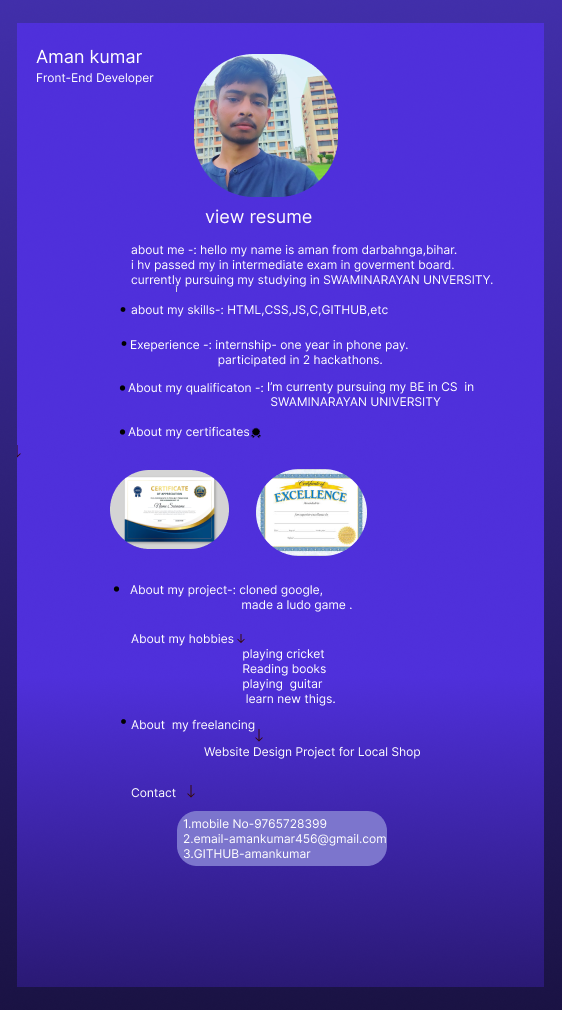 Aman kumar
Front-End Developer
view resume
about me -: hello my name is aman from darbahnga,bihar.
i hv passed my in intermediate exam in goverment board.
currently pursuing my studying in SWAMINARAYAN UNVERSITY.
about my skills-: HTML,CSS,JS,C,GITHUB,etc
Exeperience -: internship- one year in phone pay.
participated in 2 hackathons.
About my qualificaton -: I'm currenty pursuing my BE in CS in
SWAMINARAYAN UNIVERSITY
About my certificates
CERTIFICATE
OF APPRECIATION
Name Surname
Certificate of
EXCELLENCE
About my project-: cloned google,
made a ludo game .
About my hobbies ↓
playing cricket
Reading books
playing guitar
learn new thigs.
About my freelancing
↓
Website Design Project for Local Shop
Contact ↓
1.mobile No-9765728399
2.email-amankumar456@gmail.com
3.GITHUB-amankumar